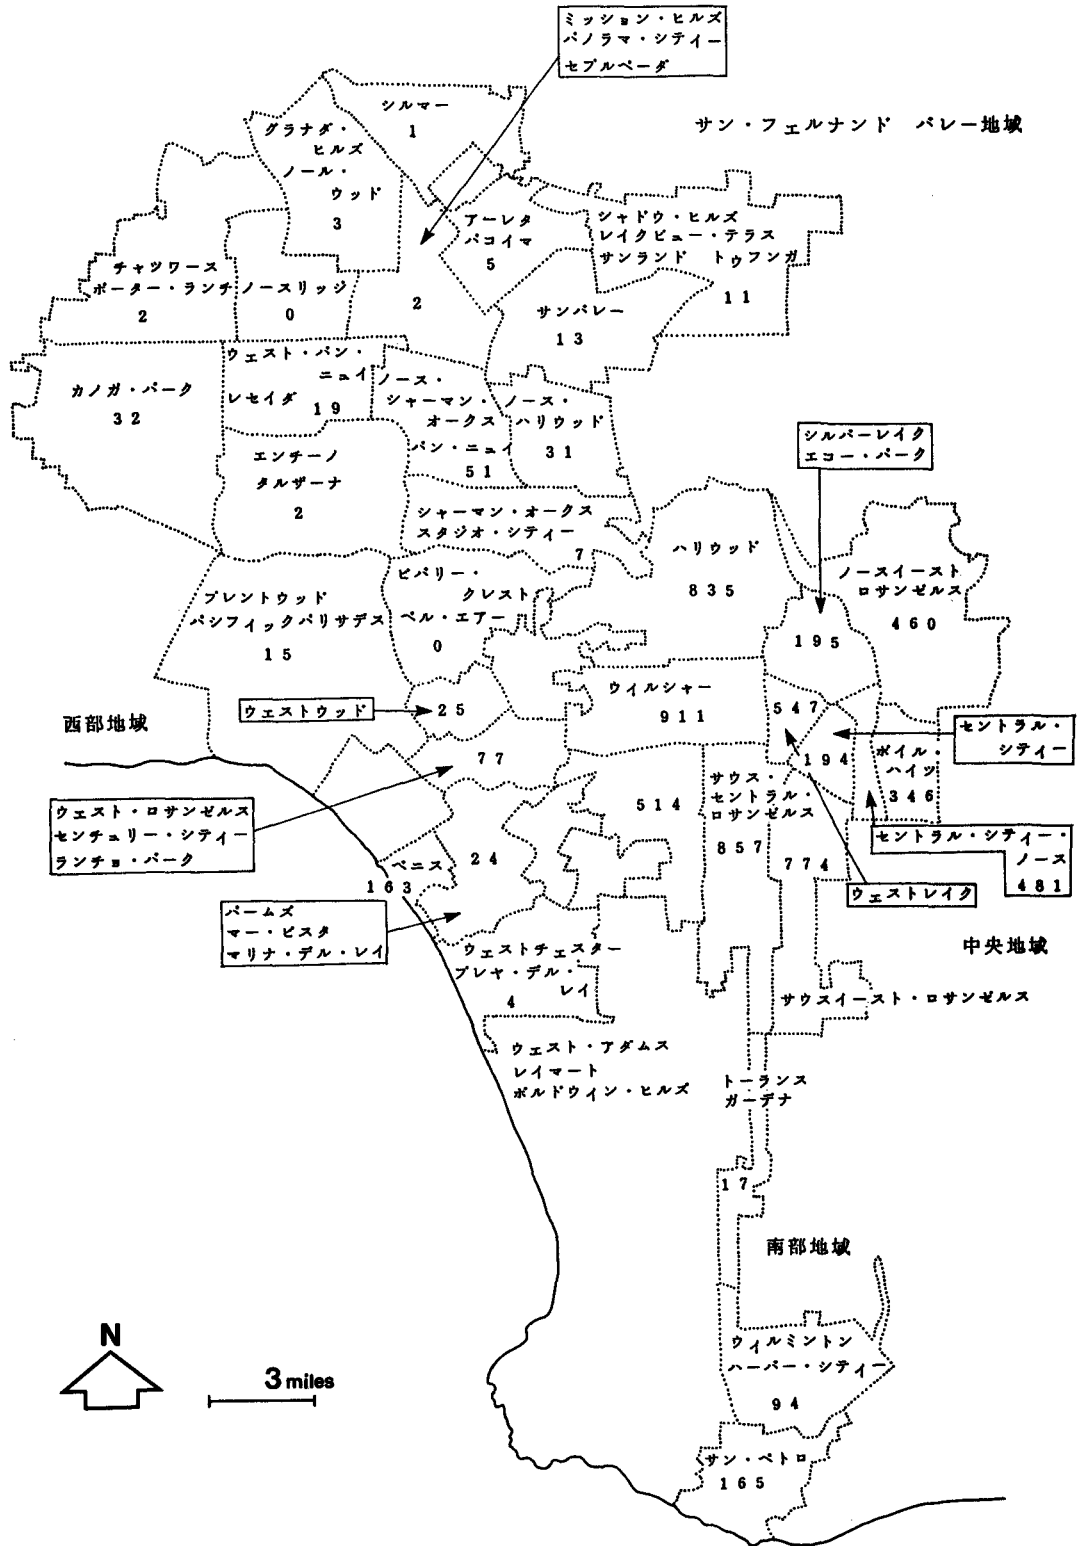 ミッション・ヒルズ
パノラマ・シティー
セプルベーダ
シルマー
1
サン・フェルナンド バレー地域
グラナダ・
ヒルズ
ノール・
ウッド
3
アーレタ
パコイマ
5
シャドウ・ヒルズ
レイクビュー・テラス
サンランド トゥフンガ
11
チャツワース
ポーター・ランチ
2
ノースリッジ
0
2
サンバレー
13
カノガ・パーク
32
ウェスト・バン・
ニュイ
レセイダ 19
ノース・
シャーマン・
オークス
バン・ニュイ
51
ノース・
ハリウッド
31
エンチーノ
タルザーナ
2
シャーマン・オークス
スタジオ・シティー
7
シルバーレイク
エコー・パーク
ハリウッド
835
ノースイースト
ロサンゼルス
460
ブレントウッド
パシフィックパリサデス
15
ビバリー・
クレスト
ベル・エアー
0
195
ウイルシャー
911
ウェストウッド
25
547
セントラル・
シティー
194
西部地域
77
ボイル・
ハイツ
346
サウス・
セントラル・
ロサンゼルス
857
514
ウェスト・ロサンゼルス
センチュリー・シティー
ランチョ・パーク
セントラル・シティー・
ノース
481
774
ベニス
163
24
ウェストレイク
パームズ
マー・ビスタ
マリナ・デル・レイ
中央地域
ウェストチェスター
プレヤ・デル・
レイ
4
サウスイースト・ロサンゼルス
ウェスト・アダムス
レイマート
ボルドウィン・ヒルズ
トーランス
ガーデナ
17
南部地域
N
3 miles
ウィルミントン
ハーバー・シティー
94
サン・ペトロ
165